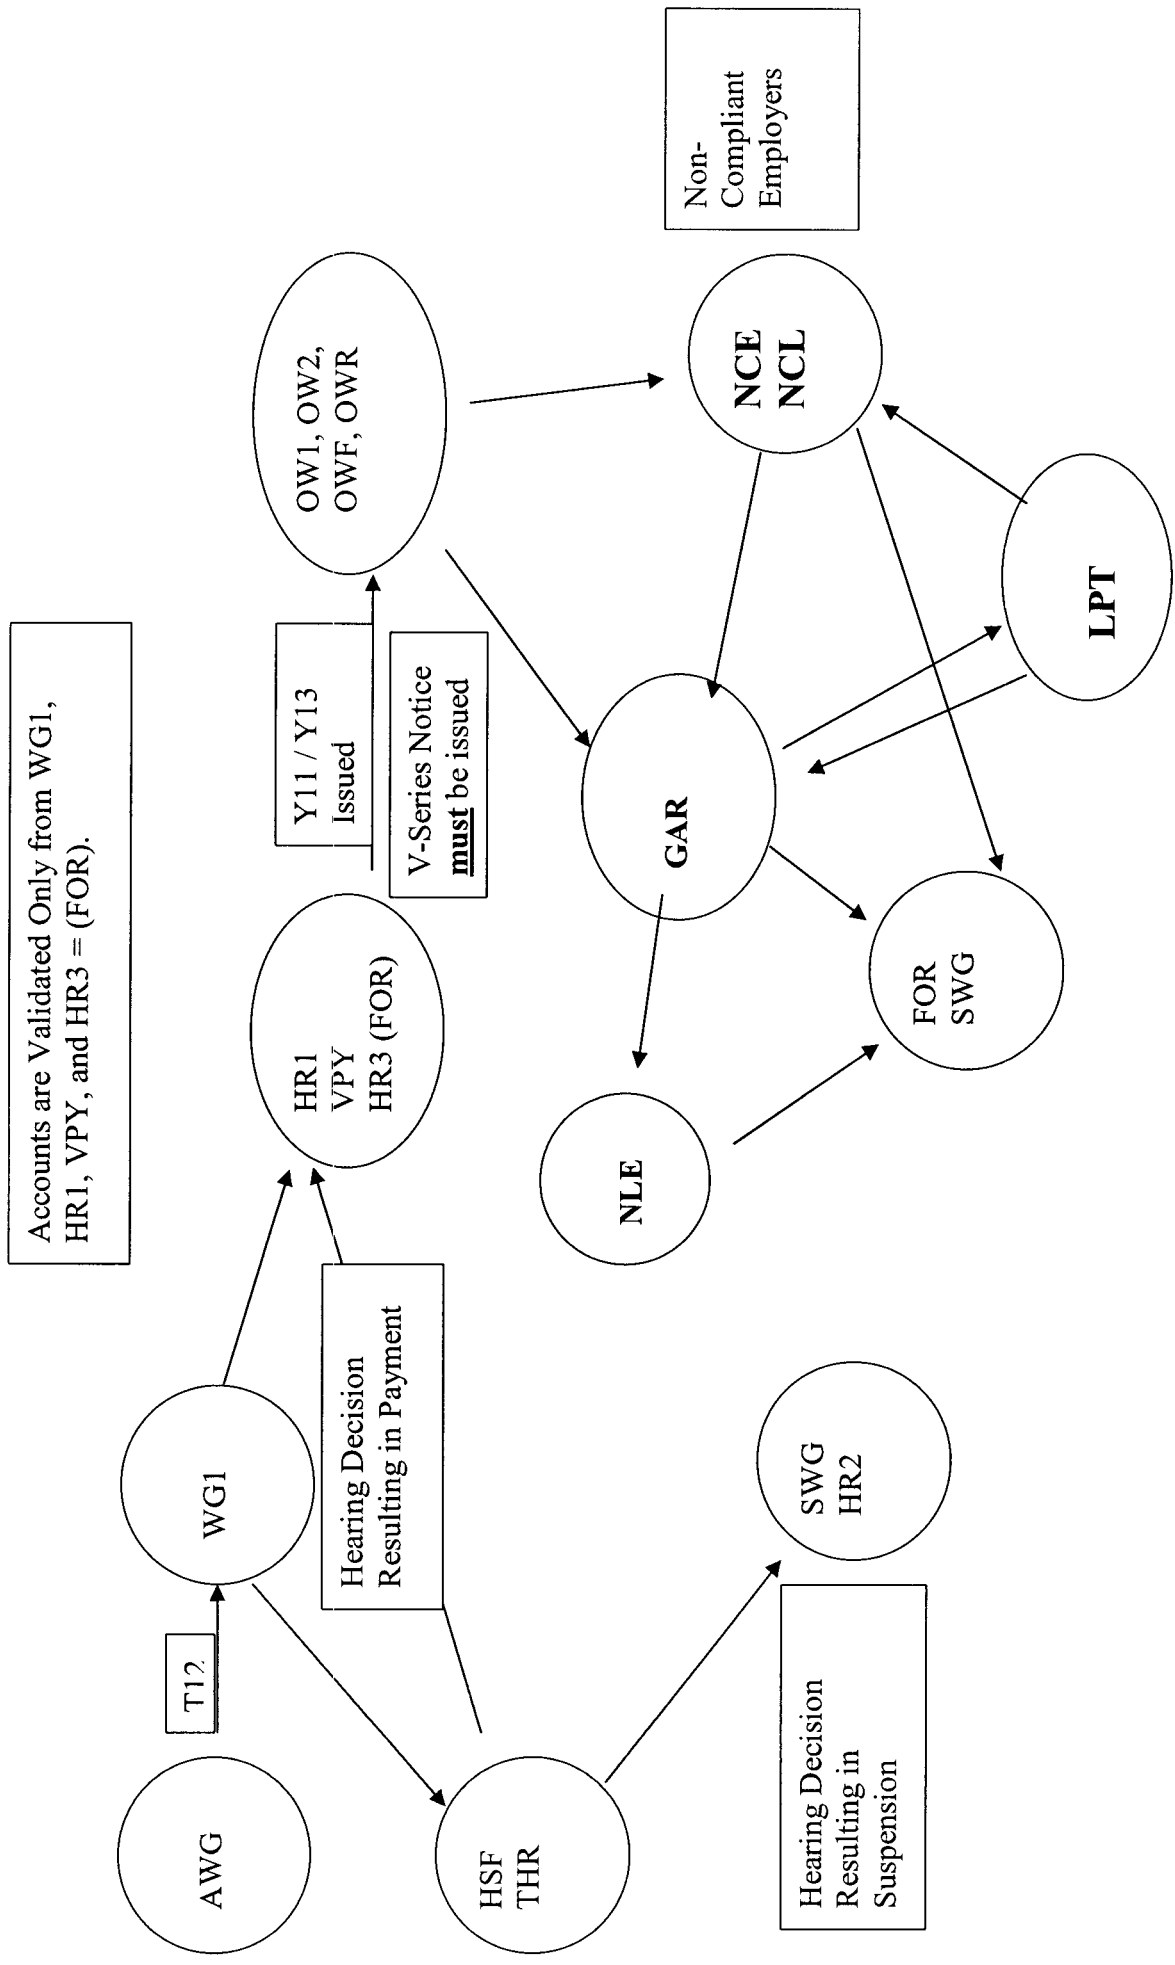 Accounts are Validated Only from WG1,
HR1, VPY, and HR3 = (FOR).
AWG
T12
WG1
HR1
VPY
HR3 (FOR)
Y11 / Y13
Issued
V-Series Notice
must be issued
OW1, OW2,
OWF, OWR
Hearing Decision
Resulting in Payment
HSF
THR
NLE
GAR
NCE
NCL
Non-
Compliant
Employers
Hearing Decision
Resulting in
Suspension
SWG
HR2
FOR
SWG
LPT